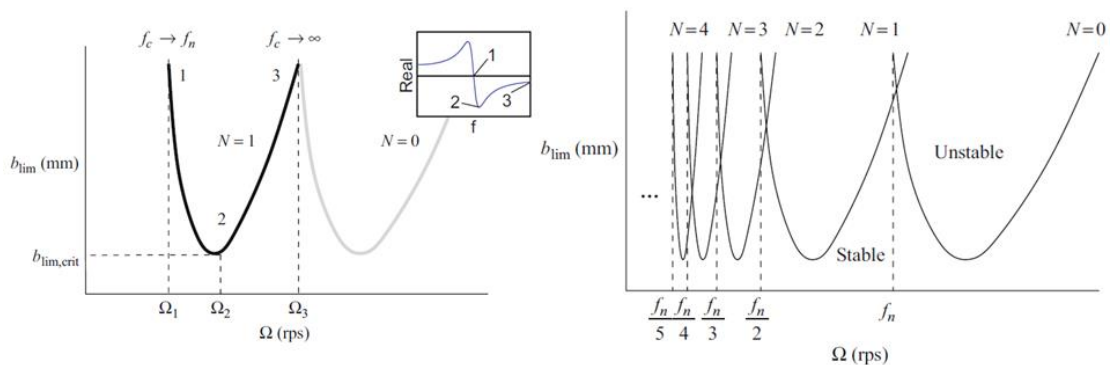 f_c → f_n
f_c → ∞
1
3
N = 1
2
N = 0
b_lim (mm)
b_lim,crit
Ω_1
Ω_2
Ω_3
Ω (rps)
Real
1
2
3
f
N = 4
N = 3
N = 2
N = 1
N = 0
b_lim (mm)
Unstable
...
Stable
f_n/5
f_n/4
f_n/3
f_n/2
f_n
Ω (rps)